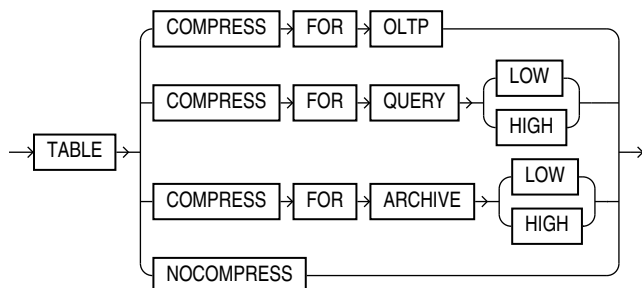 COMPRESS FOR OLTP
LOW
COMPRESS FOR QUERY
HIGH
TABLE
LOW
COMPRESS FOR ARCHIVE
HIGH
NOCOMPRESS